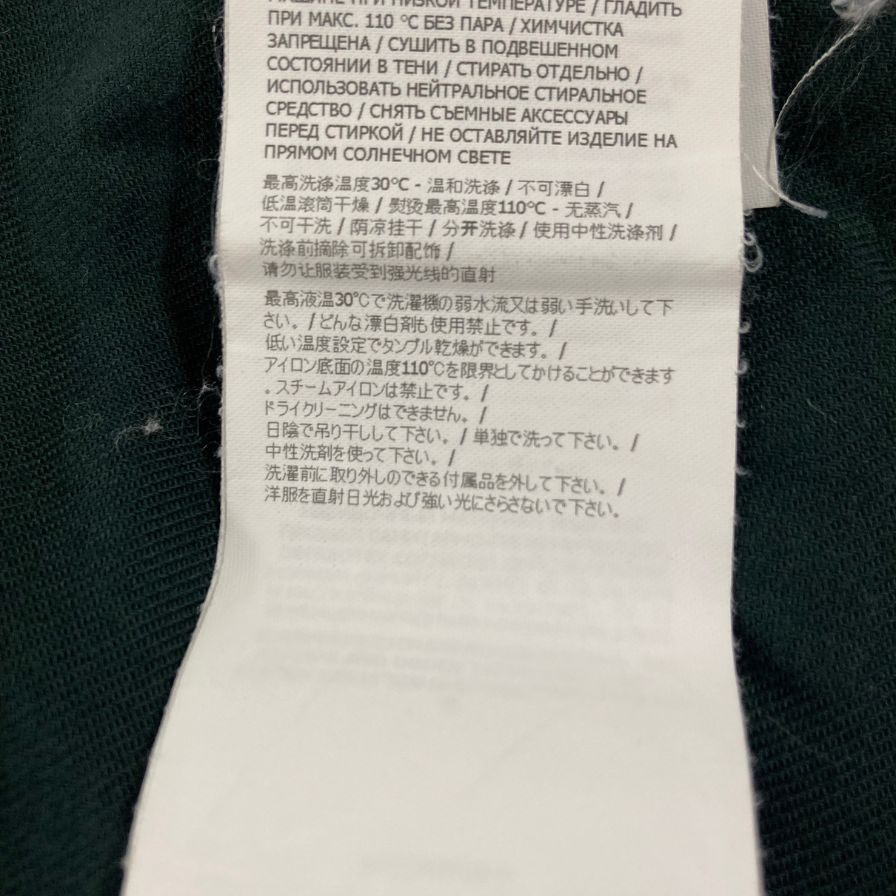 МАШИНЕ ПРИ НИЗКОЙ ТЕМПЕРАТУРЕ / ГЛАДИТЬ
ПРИ МАКС. 110 °C БЕЗ ПАРА / ХИМЧИСТКА
ЗАПРЕЩЕНА / СУШИТЬ В ПОДВЕШЕННОМ
СОСТОЯНИИ В ТЕНИ / СТИРАТЬ ОТДЕЛЬНО /
ИСПОЛЬЗОВАТЬ НЕЙТРАЛЬНОЕ СТИРАЛЬНОЕ
СРЕДСТВО / СНЯТЬ СЪЕМНЫЕ АКСЕССУАРЫ
ПЕРЕД СТИРКОЙ / НЕ ОСТАВЛЯЙТЕ ИЗДЕЛИЕ НА
ПРЯМОМ СОЛНЕЧНОМ СВЕТЕ
最高洗涤温度30°C - 温和洗涤 / 不可漂白 /
低温滚筒干燥 / 熨烫最高温度110°C - 无蒸汽 /
不可干洗 / 荫凉挂干 / 分开洗涤 / 使用中性洗涤剂 /
洗涤前摘除可拆卸配饰 /
请勿让服装受到强光线的直射
最高液温30℃で洗濯機の弱水流又は弱い手洗いして下
さい。/ どんな漂白剤も使用禁止です。/
低い温度設定でタンブル乾燥ができます。/
アイロン底面の温度110℃を限界としてかけることができます
。スチームアイロンは禁止です。/
ドライクリーニングはできません。/
日陰で吊り干しして下さい。/ 単独で洗って下さい。/
中性洗剤を使って下さい。/
洗濯前に取り外しのできる付属品を外して下さい。/
洋服を直射日光および強い光にさらさないで下さい。